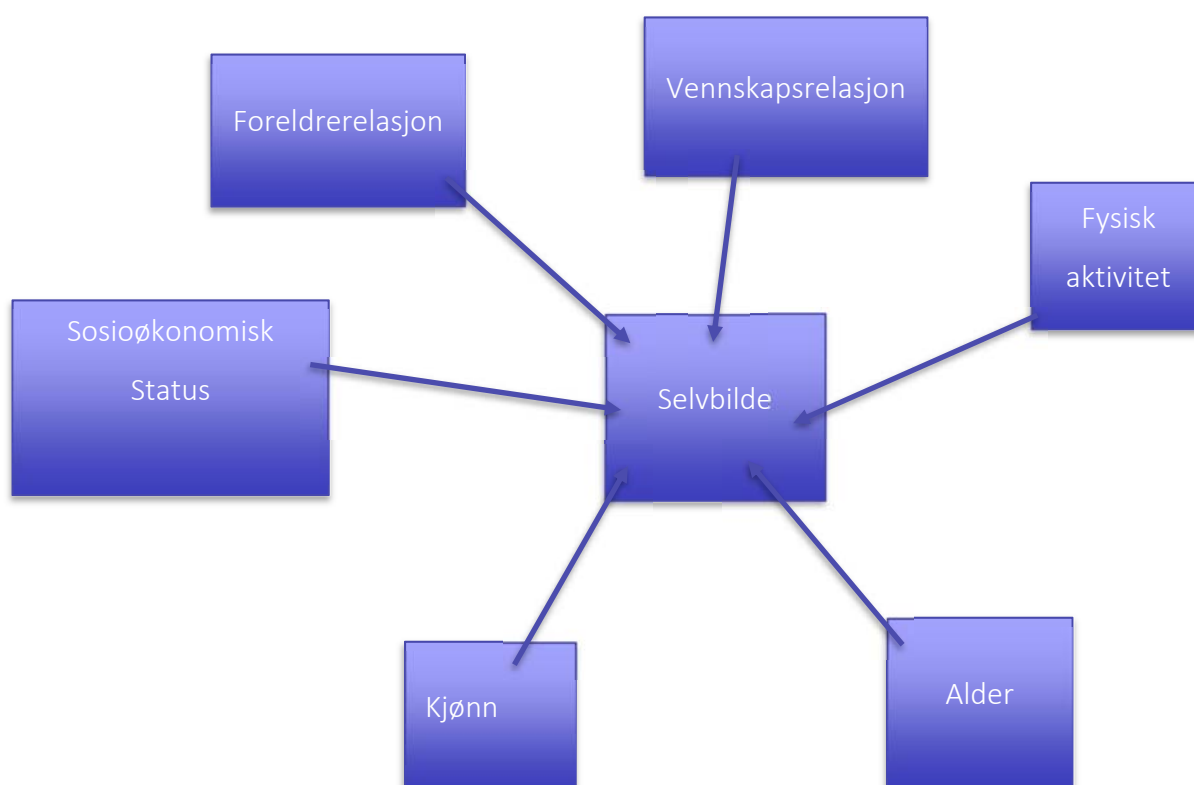 Vennskapsrelasjon
Foreldrerelasjon
Fysisk
aktivitet
Sosioøkonomisk
Status
Selvbilde
Kjønn
Alder